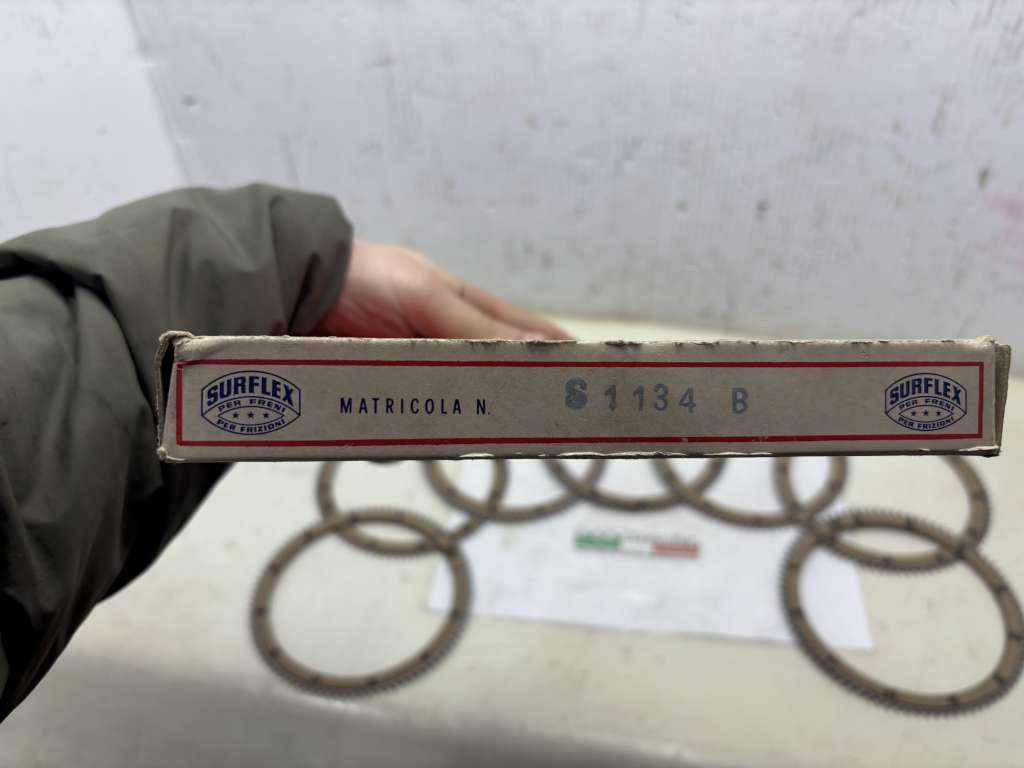 SURFLEX
PER FRENI
PER FRIZIONI
MATRICOLA N. S 1134 B
SURFLEX
PER FRENI
PER FRIZIONI